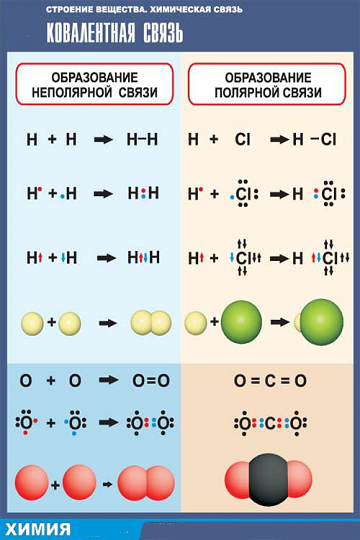 СТРОЕНИЕ ВЕЩЕСТВА. ХИМИЧЕСКАЯ СВЯЗЬ
КОВАЛЕНТНАЯ СВЯЗЬ
ОБРАЗОВАНИЕ
НЕПОЛЯРНОЙ СВЯЗИ
ОБРАЗОВАНИЕ
ПОЛЯРНОЙ СВЯЗИ
H + H → H–H
H + Cl → H –Cl
H• + •H → H:H
H• + •Cl: → H :Cl:
H↑ + ↓H → H↑↓H
H↑ + ↓Cl↓↑ → H ↑↓Cl↓↑
+ →
+ →
O + O → O=O
O = C = O
:O: + :O: → :O::O:
:O::C::O:
+ →
ХИМИЯ